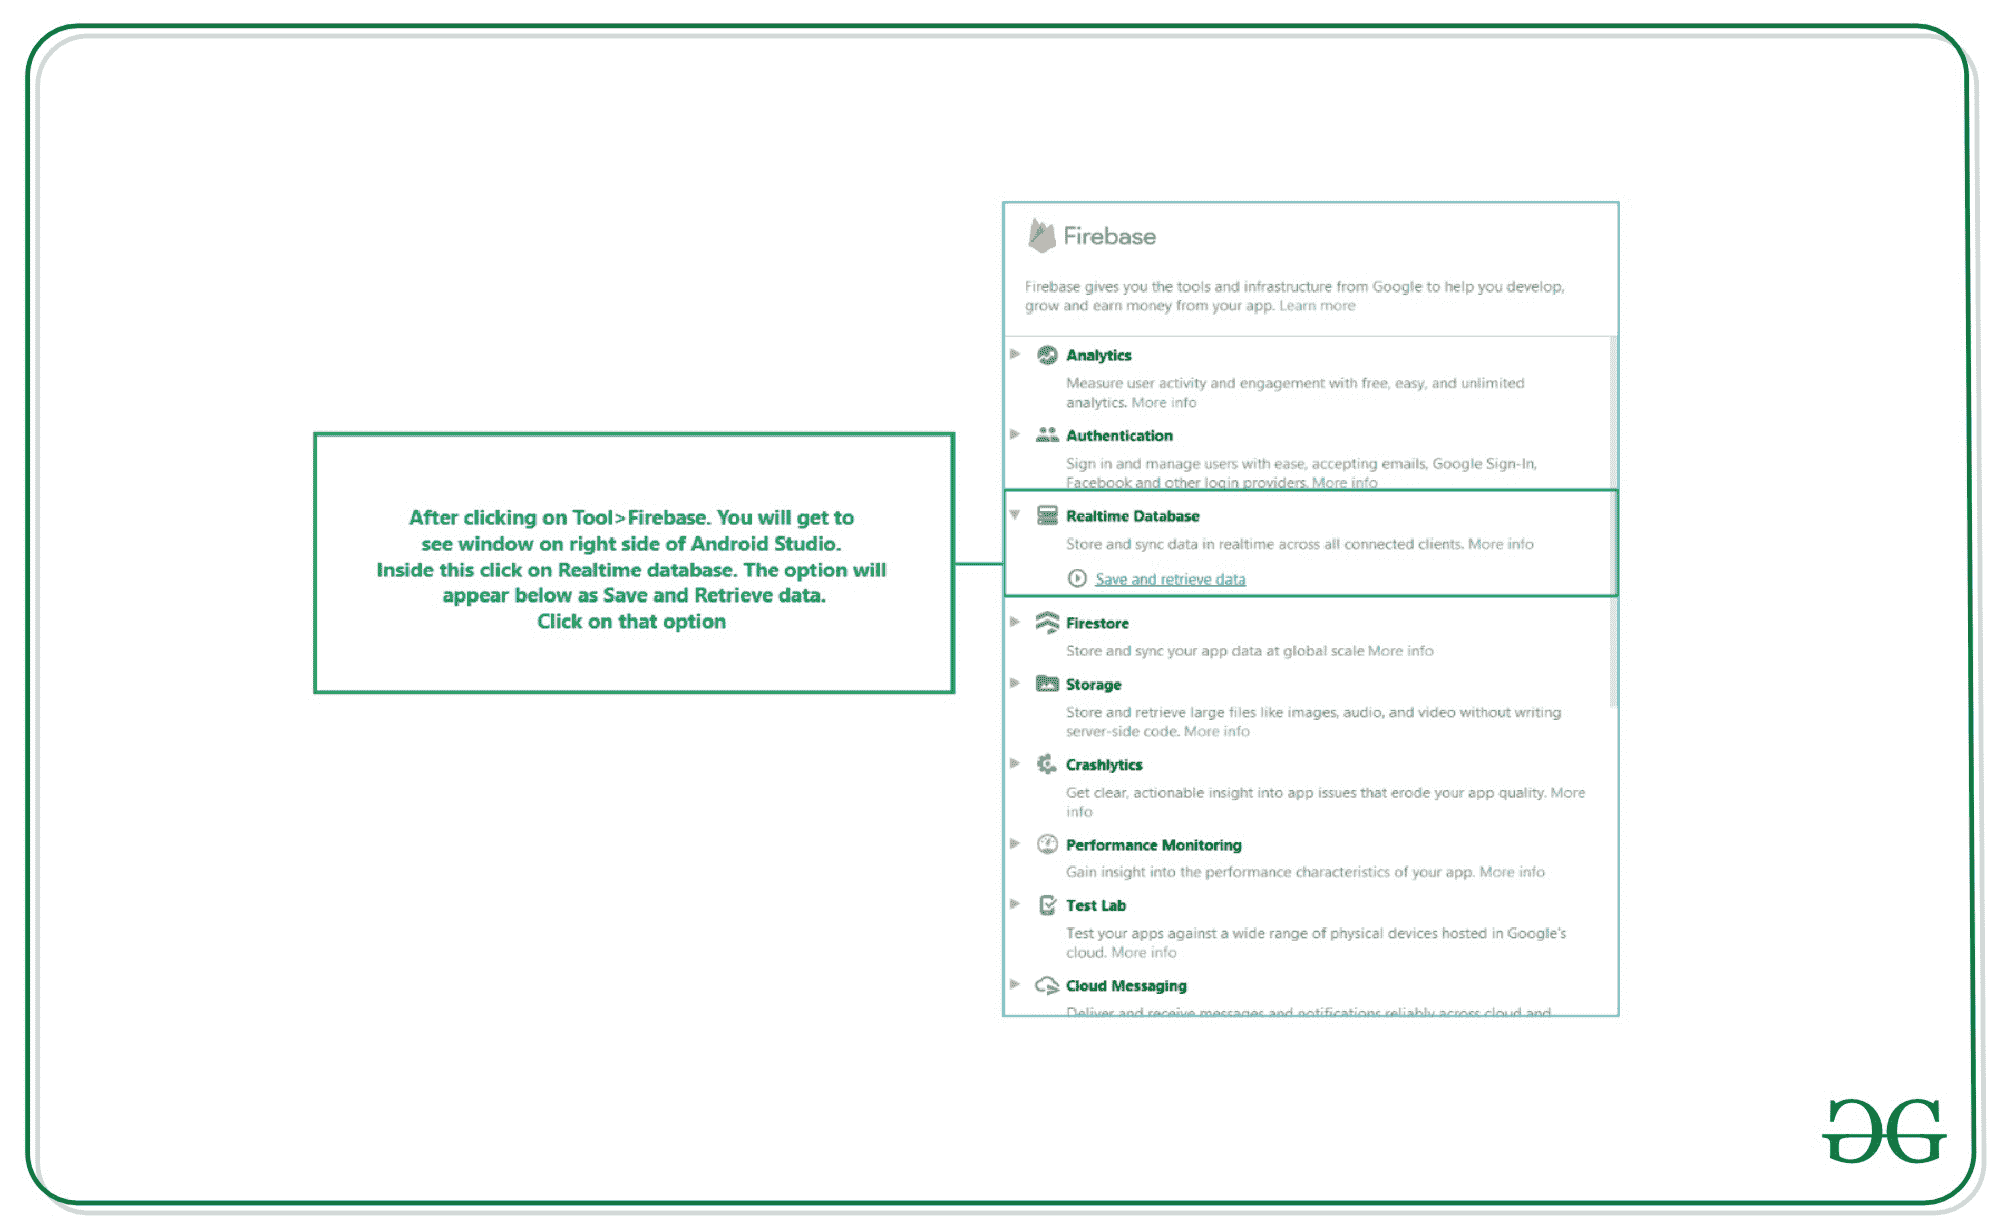 After clicking on Tool>Firebase. You will get to
see window on right side of Android Studio.
Inside this click on Realtime database. The option will
appear below as Save and Retrieve data.
Click on that option
Firebase
Firebase gives you the tools and infrastructure from Google to help you develop,
grow and earn money from your app. Learn more
Analytics
Measure user activity and engagement with free, easy, and unlimited
analytics. More info
Authentication
Sign in and manage users with ease, accepting emails, Google Sign-In,
Facebook and other login providers. More info
Realtime Database
Store and sync data in realtime across all connected clients. More info
Save and retrieve data
Firestore
Store and sync your app data at global scale More info
Storage
Store and retrieve large files like images, audio, and video without writing
server-side code. More info
Crashlytics
Get clear, actionable insight into app issues that erode your app quality. More
info
Performance Monitoring
Gain insight into the performance characteristics of your app. More info
Test Lab
Test your apps against a wide range of physical devices hosted in Google's
cloud. More info
Cloud Messaging
Deliver and receive messages and notifications reliably across cloud and